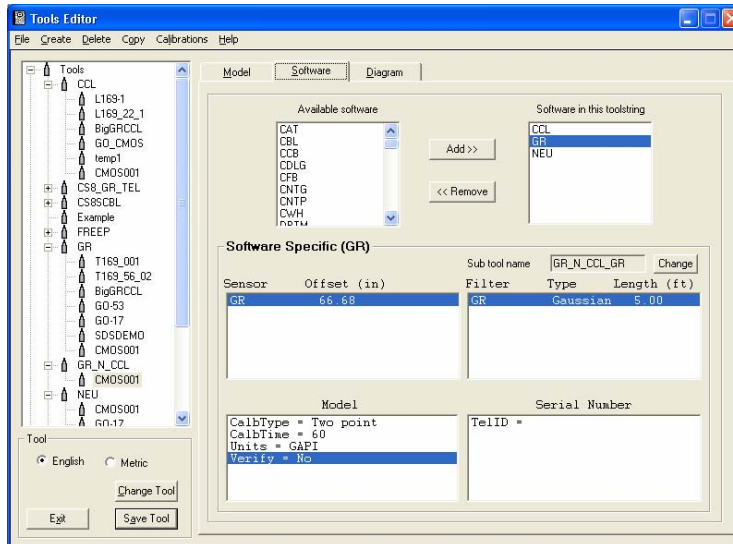 Tools Editor
File Create Delete Copy Calibrations Help
Tools
CCL
L169-1
L169_22_1
BigGRCCL
GO_CMOS
temp1
CMOS001
CS8_GR_TEL
CS8SCBL
Example
FREEP
GR
T169_001
T169_56_02
BigGRCCL
GO-53
GO-17
SDSDEMO
CMOS001
GR_N_CCL
CMOS001
NEU
CMOS001
GO-17
Tool
English Metric
Change Tool
Exit Save Tool
Model Software Diagram
Available software
CAT
CBL
CCB
CDLG
CFB
CNTG
CNTP
CWH
DPTM
Add >>
<< Remove
Software in this toolstring
CCL
GR
NEU
Software Specific (GR)
Sub tool name GR_N_CCL_GR Change
Sensor Offset (in)
GR 66.68
Filter Type Length (ft)
GR Gaussian 5.00
Model
CalbType = Two point
CalbTime = 60
Units = GAPI
Verify = No
Serial Number
TelID =